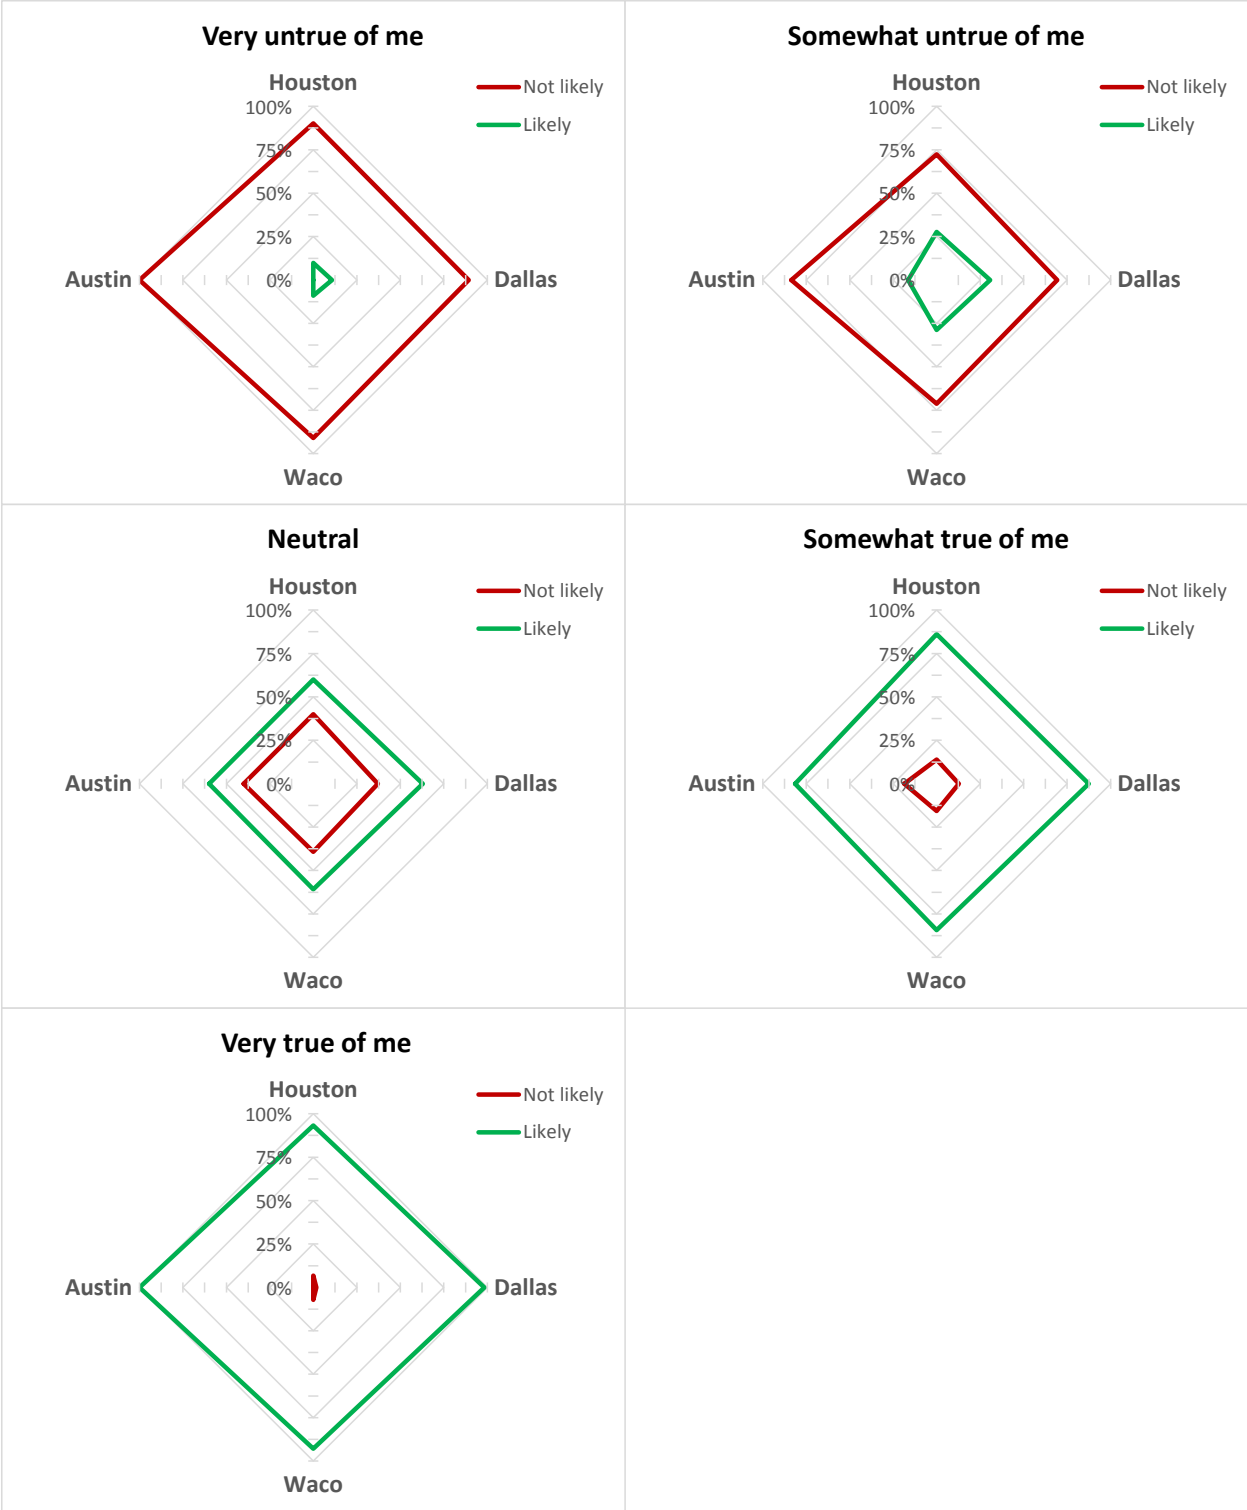 Very untrue of me
Houston
Not likely
Likely
100%
75%
50%
25%
0%
Austin
Dallas
Waco
Somewhat untrue of me
Houston
Not likely
Likely
100%
75%
50%
25%
0%
Austin
Dallas
Waco
Neutral
Houston
Not likely
Likely
100%
75%
50%
25%
0%
Austin
Dallas
Waco
Somewhat true of me
Houston
Not likely
Likely
100%
75%
50%
25%
0%
Austin
Dallas
Waco
Very true of me
Houston
Not likely
Likely
100%
75%
50%
25%
0%
Austin
Dallas
Waco